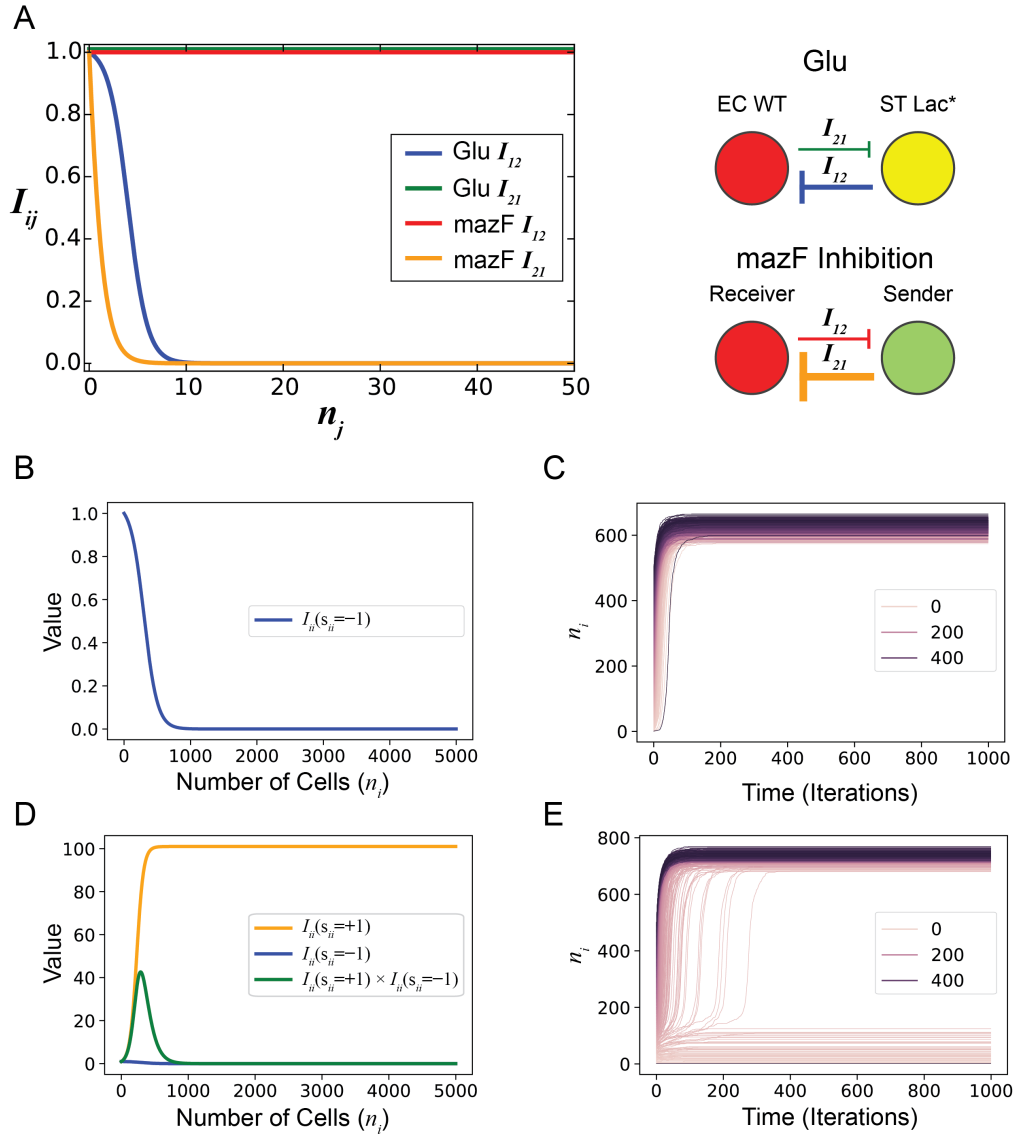 A
1.0
0.8
0.6
0.4
0.2
0.0
I_ij
0 10 20 30 40 50
n_j
Glu I_12
Glu I_21
mazF I_12
mazF I_21
Glu
EC WT ST Lac*
I_21
I_12
mazF Inhibition
Receiver Sender
I_12
I_21
B
1.0
0.8
0.6
0.4
0.2
0.0
Value
I_ii(s_ii=−1)
0 1000 2000 3000 4000 5000
Number of Cells (n_i)
C
600
400
200
0
n_i
0
200
400
0 200 400 600 800 1000
Time (Iterations)
D
100
80
60
40
20
0
Value
I_ii(s_ii=+1)
I_ii(s_ii=−1)
I_ii(s_ii=+1) × I_ii(s_ii=−1)
0 1000 2000 3000 4000 5000
Number of Cells (n_i)
E
800
600
400
200
0
n_i
0
200
400
0 200 400 600 800 1000
Time (Iterations)